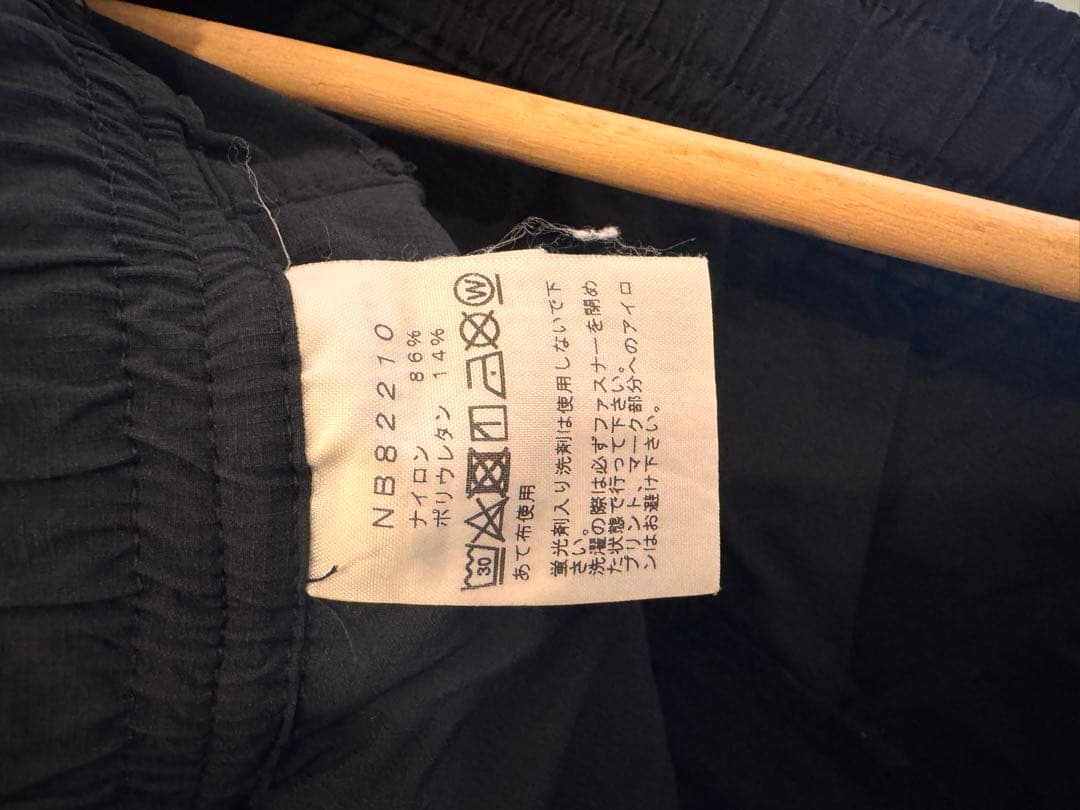 NB82210
ナイロン 86%
ポリウレタン 14%
30 W
あて布使用
蛍光剤入り洗剤は使用しないで下
さい。
洗濯の際は必ずファスナーを閉め
た状態で行って下さい。
プリント、マーク部分へのアイロ
ンはお避け下さい。